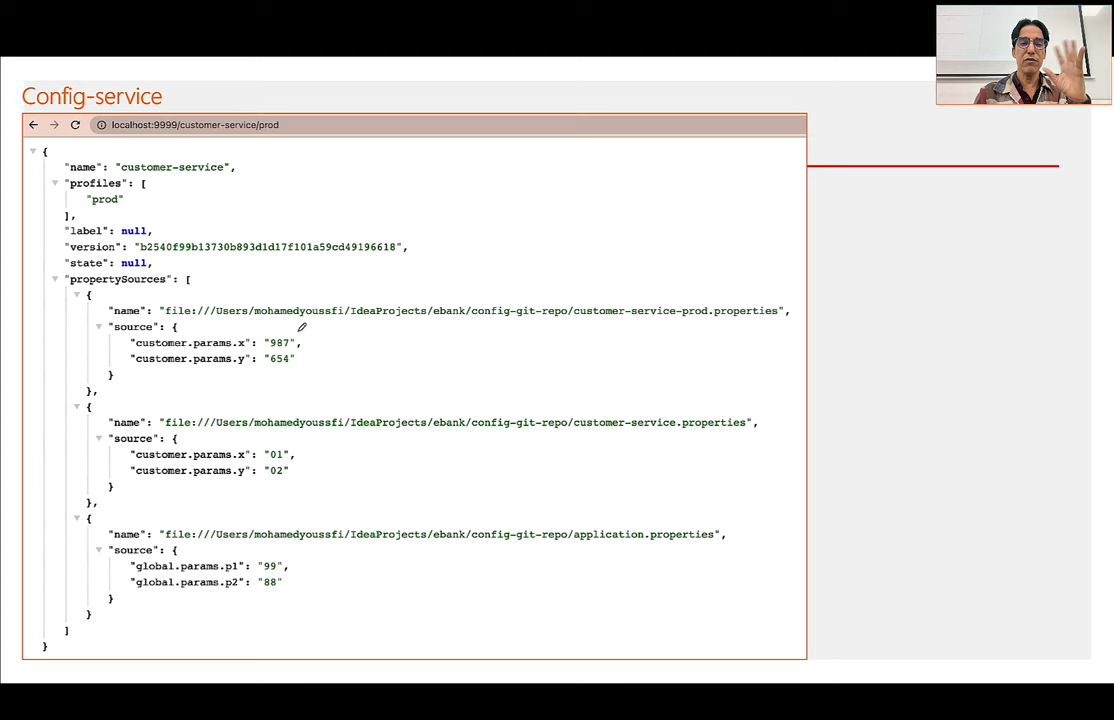 Config-service
localhost:9999/customer-service/prod
{
"name": "customer-service",
"profiles": [
"prod"
],
"label": null,
"version": "b2540f99b13730b893d1d17f101a59cd49196618",
"state": null,
"propertySources": [
{
"name": "file:///Users/mohamedyoussfi/IdeaProjects/ebank/config-git-repo/customer-service-prod.properties",
"source": {
"customer.params.x": "987",
"customer.params.y": "654"
}
},
{
"name": "file:///Users/mohamedyoussfi/IdeaProjects/ebank/config-git-repo/customer-service.properties",
"source": {
"customer.params.x": "01",
"customer.params.y": "02"
}
},
{
"name": "file:///Users/mohamedyoussfi/IdeaProjects/ebank/config-git-repo/application.properties",
"source": {
"global.params.p1": "99",
"global.params.p2": "88"
}
}
]
}